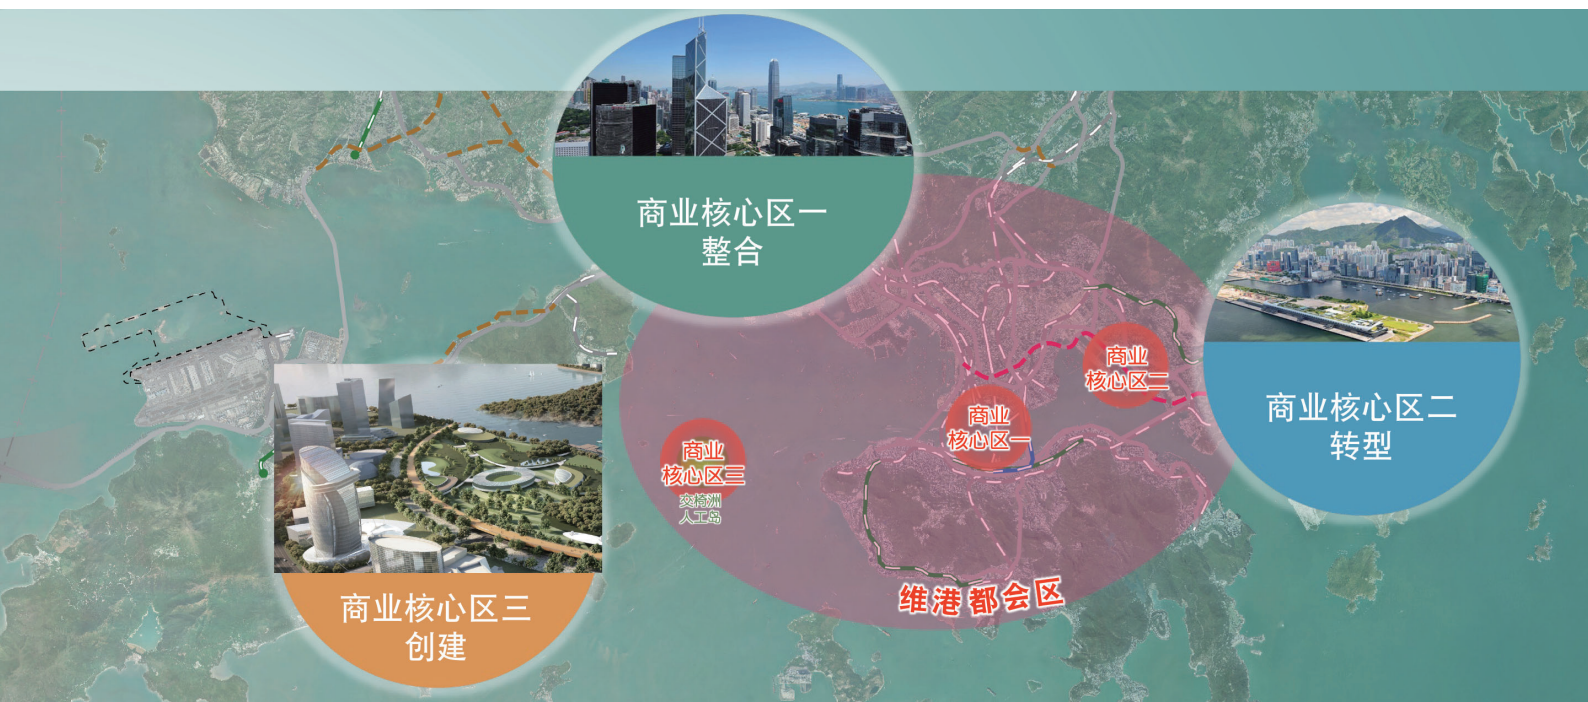 商业核心区一
整合
商业核心区二
转型
商业核心区三
创建
商业
核心区二
商业
核心区一
商业
核心区三
交椅洲
人工岛
维港都会区